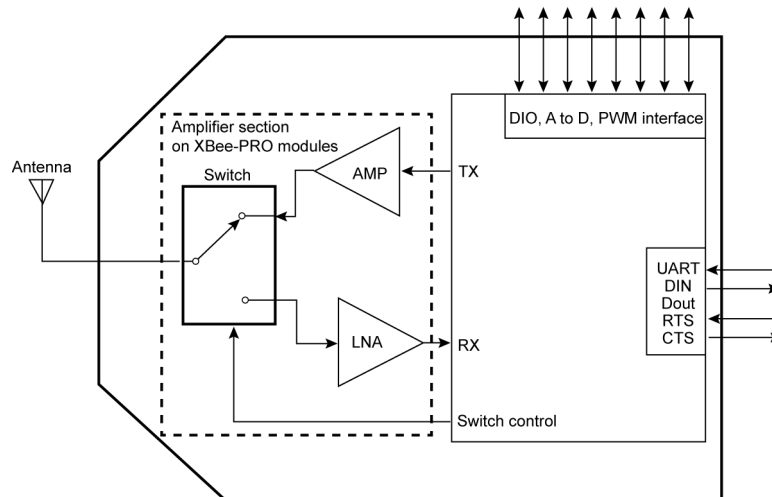 DIO, A to D, PWM interface
Amplifier section
on XBee-PRO modules
Antenna
Switch
AMP
TX
UART
DIN
Dout
RTS
CTS
LNA
RX
Switch control